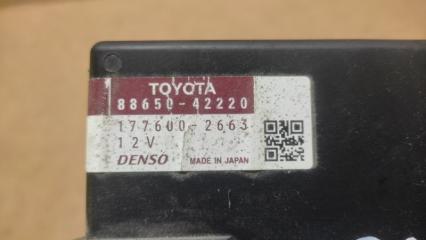 TOYOTA
88650-42220
177600-2663
12V
DENSO MADE IN JAPAN